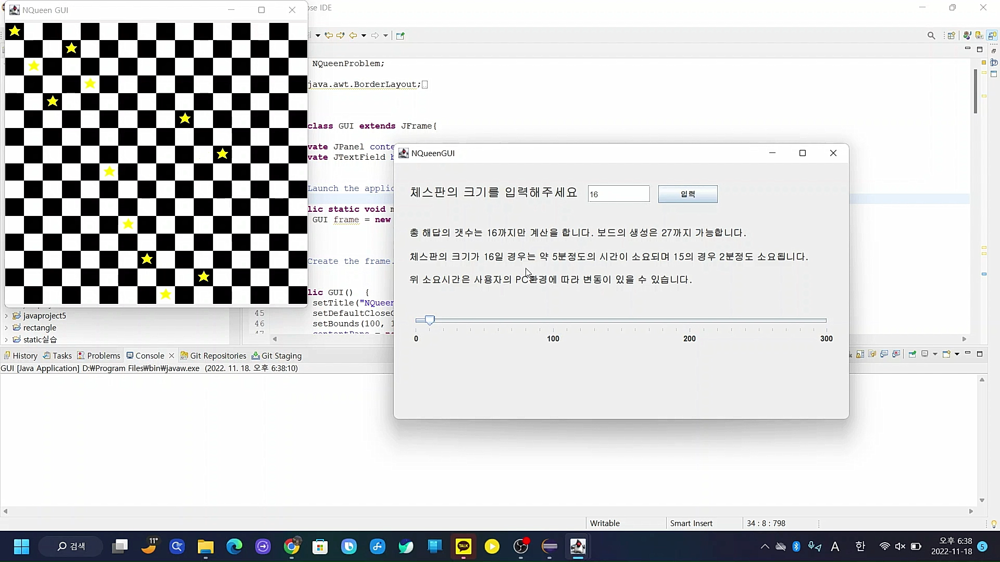 NQueen GUI
ose IDE
NQueenProblem;
java.awt.BorderLayout;
class GUI extends JFrame{
vate JPanel conte
vate JTextField
Launch the applic
lic static void m
GUI frame = new
Create the frame.
lic GUI() {
setTitle("NQueen
45 setDefaultCloseO
46 setBounds(100, 1
NQueenGUI
체스판의 크기를 입력해주세요 16 입력
총 해답의 갯수는 16까지만 계산을 합니다. 보드의 생성은 27까지 가능합니다.
체스판의 크기가 16일 경우는 약 5분정도의 시간이 소요되며 15의 경우 2분정도 소요됩니다.
위 소요시간은 사용자의 PC환경에 따라 변동이 있을 수 있습니다.
0 100 200 300
javaproject5
rectangle
static실습
History Tasks Problems Console Git Repositories Git Staging
GUI [Java Application] D:₩Program Files₩bin₩javaw.exe (2022. 11. 18. 오후 6:38:10)
Writable Smart Insert 34 : 8 : 798
검색 11° TALK A 한 오후 6:38
2022-11-18 5